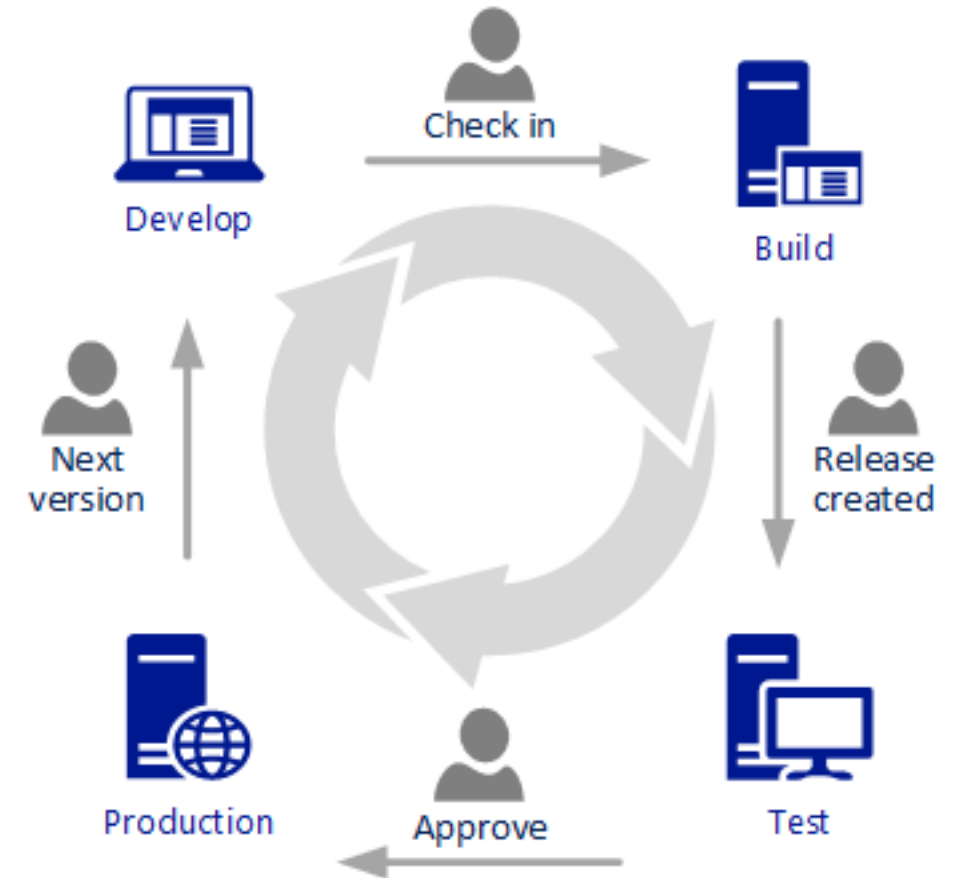 Check in
Develop
Build
Next
version
Release
created
Production
Approve
Test